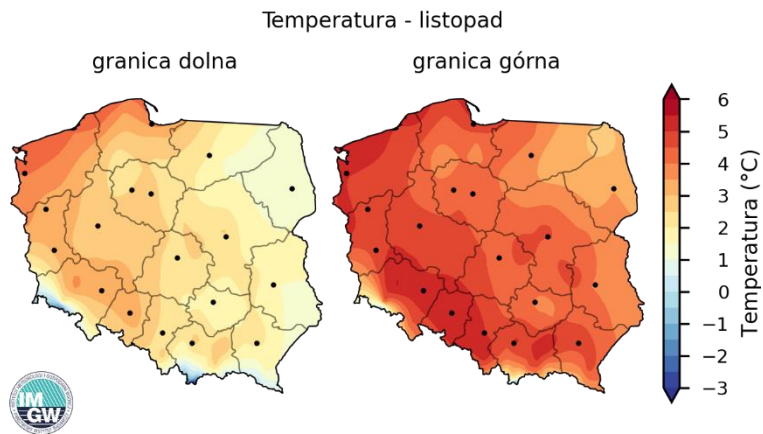 Temperatura - listopad
granica dolna
granica górna
6
5
4
3
2
1
0
−1
−2
−3
Temperatura (°C)
IM
GW